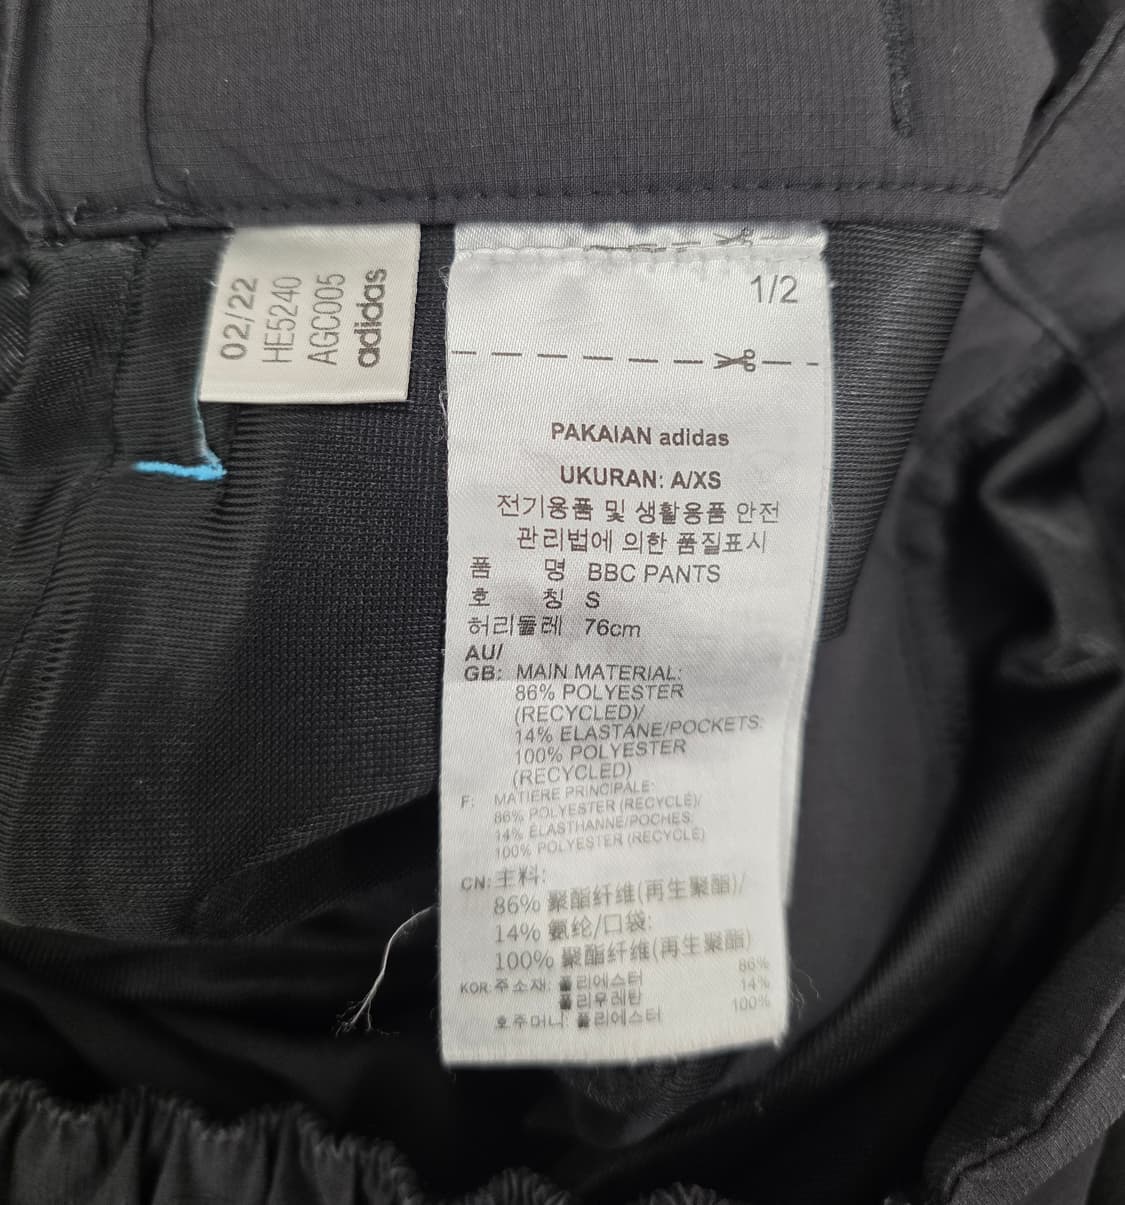 02/22
HE5240
AGC005
adidas
1/2
PAKAIAN adidas
UKURAN: A/XS
전기용품 및 생활용품 안전
관리법에 의한 품질표시
품 명 BBC PANTS
호 칭 S
허리둘레 76cm
AU/
GB: MAIN MATERIAL:
86% POLYESTER
(RECYCLED)/
14% ELASTANE/POCKETS:
100% POLYESTER
(RECYCLED)
F: MATIERE PRINCIPALE:
86% POLYESTER (RECYCLÉ)/
14% ÉLASTHANNE/POCHES:
100% POLYESTER (RECYCLÉ)
CN: 主料:
86% 聚酯纤维(再生聚酯)/
14% 氨纶/口袋:
100% 聚酯纤维(再生聚酯)
KOR: 주소재: 폴리에스터 86%
폴리우레탄 14%
호주머니: 폴리에스터 100%